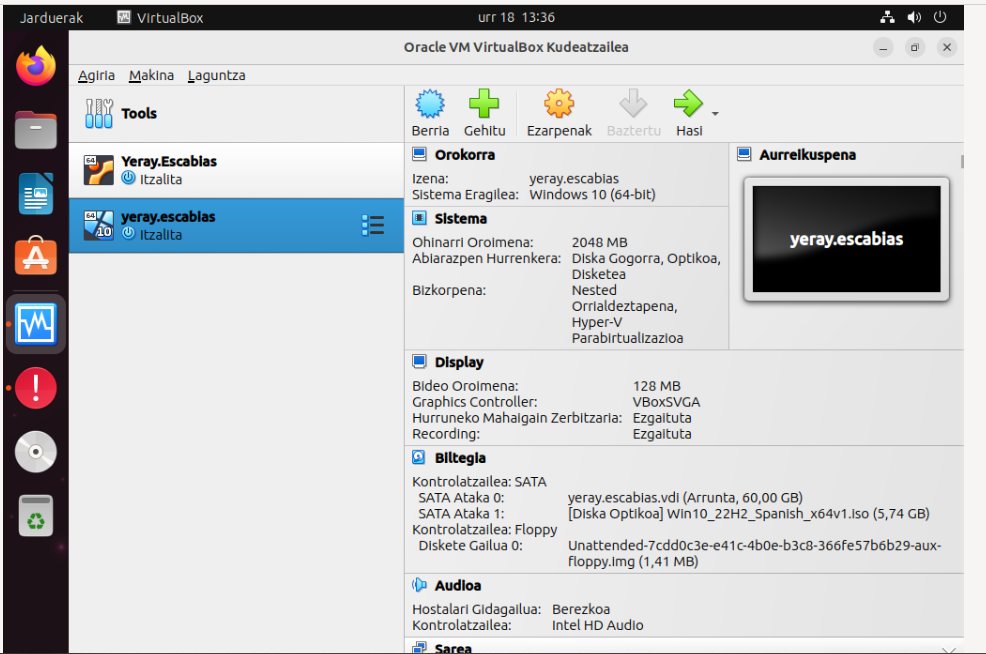 Jarduerak VirtualBox urr 18 13:36
Oracle VM VirtualBox Kudeatzailea
Agiria Makina Laguntza
Tools
Berria Gehitu Ezarpenak Baztertu Hasi
64
Yeray.Escabias
Itzalita
64
10
yeray.escabias
Itzalita
Orokorra
Izena: yeray.escabias
Sistema Eragilea: Windows 10 (64-bit)
Sistema
Ohinarri Oroimena: 2048 MB
Abiarazpen Hurrenkera: Diska Gogorra, Optikoa,
Disketea
Bizkorpena: Nested
Orrialdeztapena,
Hyper-V
Parabirtualizazioa
Aurreikuspena
yeray.escabias
Display
Bideo Oroimena: 128 MB
Graphics Controller: VBoxSVGA
Hurruneko Mahaigain Zerbitzaria: Ezgaituta
Recording: Ezgaituta
Biltegia
Kontrolatzailea: SATA
SATA Ataka 0: yeray.escabias.vdi (Arrunta, 60,00 GB)
SATA Ataka 1: [Diska Optikoa] Win10_22H2_Spanish_x64v1.iso (5,74 GB)
Kontrolatzailea: Floppy
Diskete Gailua 0: Unattended-7cdd0c3e-e41c-4b0e-b3c8-366fe57b6b29-aux-
floppy.img (1,41 MB)
Audioa
Hostalari Gidagailua: Berezkoa
Kontrolatzailea: Intel HD Audio
Sarea